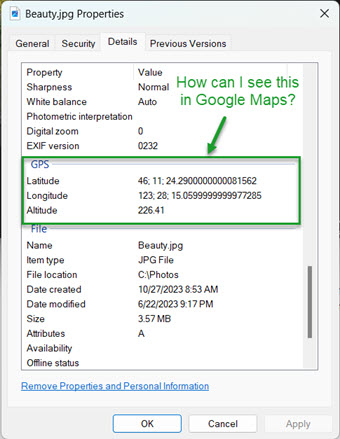 Beauty.jpg Properties
General Security Details Previous Versions
Property Value
Sharpness Normal
White balance Auto
Photometric interpretation
Digital zoom 0
EXIF version 0232
GPS
Latitude 46; 11; 24.2900000000081562
Longitude 123; 28; 15.0599999999977285
Altitude 226.41
File
Name Beauty.jpg
Item type JPG File
File location C:\Photos
Date created 10/27/2023 8:53 AM
Date modified 6/22/2023 9:17 PM
Size 3.57 MB
Attributes A
Availability
Offline status
How can I see this
in Google Maps?
Remove Properties and Personal Information
OK Cancel Apply